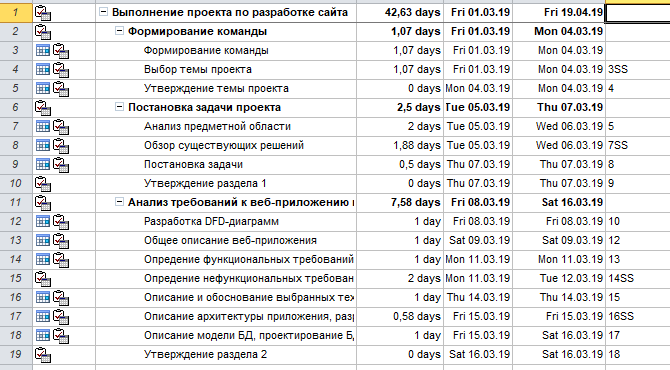 1 Выполнение проекта по разработке сайта 42,63 days Fri 01.03.19 Fri 19.04.19
2 Формирование команды 1,07 days Fri 01.03.19 Mon 04.03.19
3 Формирование команды 1,07 days Fri 01.03.19 Mon 04.03.19
4 Выбор темы проекта 1,07 days Fri 01.03.19 Mon 04.03.19 3SS
5 Утверждение темы проекта 0 days Mon 04.03.19 Mon 04.03.19 4
6 Постановка задачи проекта 2,5 days Tue 05.03.19 Thu 07.03.19
7 Анализ предметной области 2 days Tue 05.03.19 Wed 06.03.19 5
8 Обзор существующих решений 1,88 days Tue 05.03.19 Wed 06.03.19 7SS
9 Постановка задачи 0,5 days Thu 07.03.19 Thu 07.03.19 8
10 Утверждение раздела 1 0 days Thu 07.03.19 Thu 07.03.19 9
11 Анализ требований к веб-приложению 7,58 days Fri 08.03.19 Sat 16.03.19
12 Разработка DFD-диаграмм 1 day Fri 08.03.19 Fri 08.03.19 10
13 Общее описание веб-приложения 1 day Sat 09.03.19 Sat 09.03.19 12
14 Опредение функциональных требований 1 day Mon 11.03.19 Mon 11.03.19 13
15 Опредение нефункциональных требован 2 days Mon 11.03.19 Tue 12.03.19 14SS
16 Описание и обоснование выбранных тех 1 day Thu 14.03.19 Thu 14.03.19 15
17 Описание архитектуры приложения, раз 0,58 days Fri 15.03.19 Fri 15.03.19 16SS
18 Описание модели БД, проектирование Б 1 day Fri 15.03.19 Sat 16.03.19 17
19 Утверждение раздела 2 0 days Sat 16.03.19 Sat 16.03.19 18